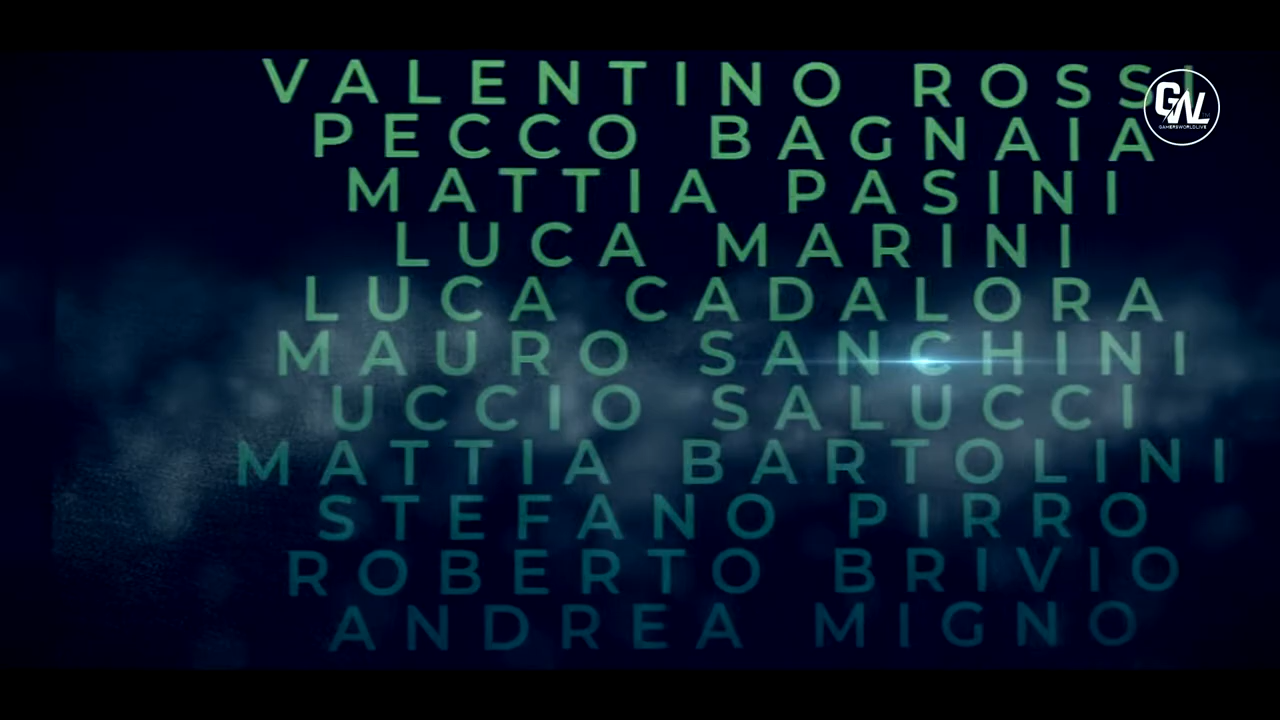 VALENTINO ROSSI
PECCO BAGNAIA
MATTIA PASINI
LUCA MARINI
LUCA CADALORA
MAURO SANCHINI
UCCIO SALUCCI
MATTIA BARTOLINI
STEFANO PIRRO
ROBERTO BRIVIO
ANDREA MIGNO
GWL
GAMERSWORLDLIVE